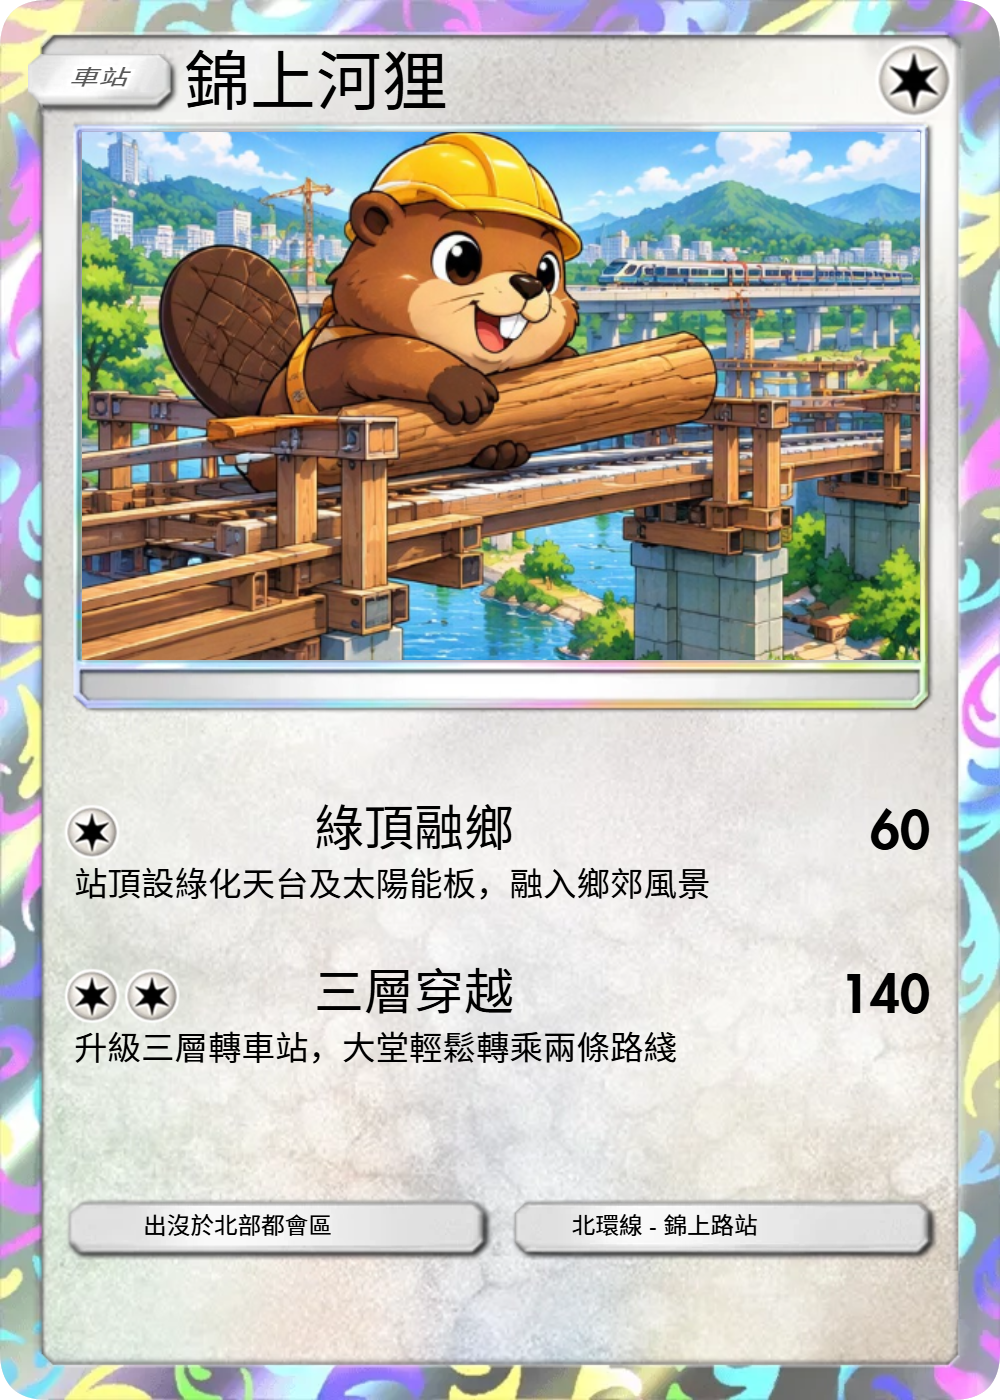 車站
錦上河狸
綠頂融鄉 60
站頂設綠化天台及太陽能板，融入鄉郊風景
三層穿越 140
升級三層轉車站，大堂輕鬆轉乘兩條路綫
出沒於北部都會區
北環線 - 錦上路站